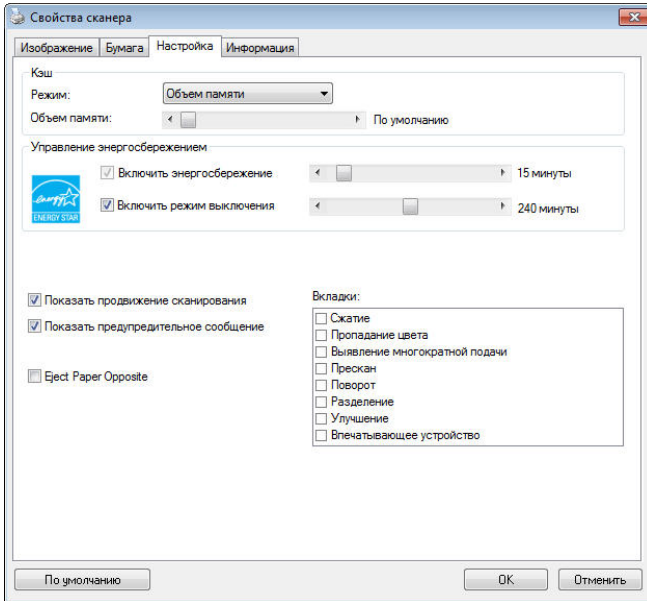 Свойства сканера
Изображение Бумага Настройка Информация
Кэш
Режим: Объем памяти
Объем памяти: По умолчанию
Управление энергосбережением
Включить энергосбережение 15 минуты
energy
ENERGY STAR
Включить режим выключения 240 минуты
Показать продвижение сканирования
Показать предупредительное сообщение
Eject Paper Opposite
Вкладки:
Сжатие
Пропадание цвета
Выявление многократной подачи
Прескан
Поворот
Разделение
Улучшение
Впечатывающее устройство
По умолчанию OK Отменить